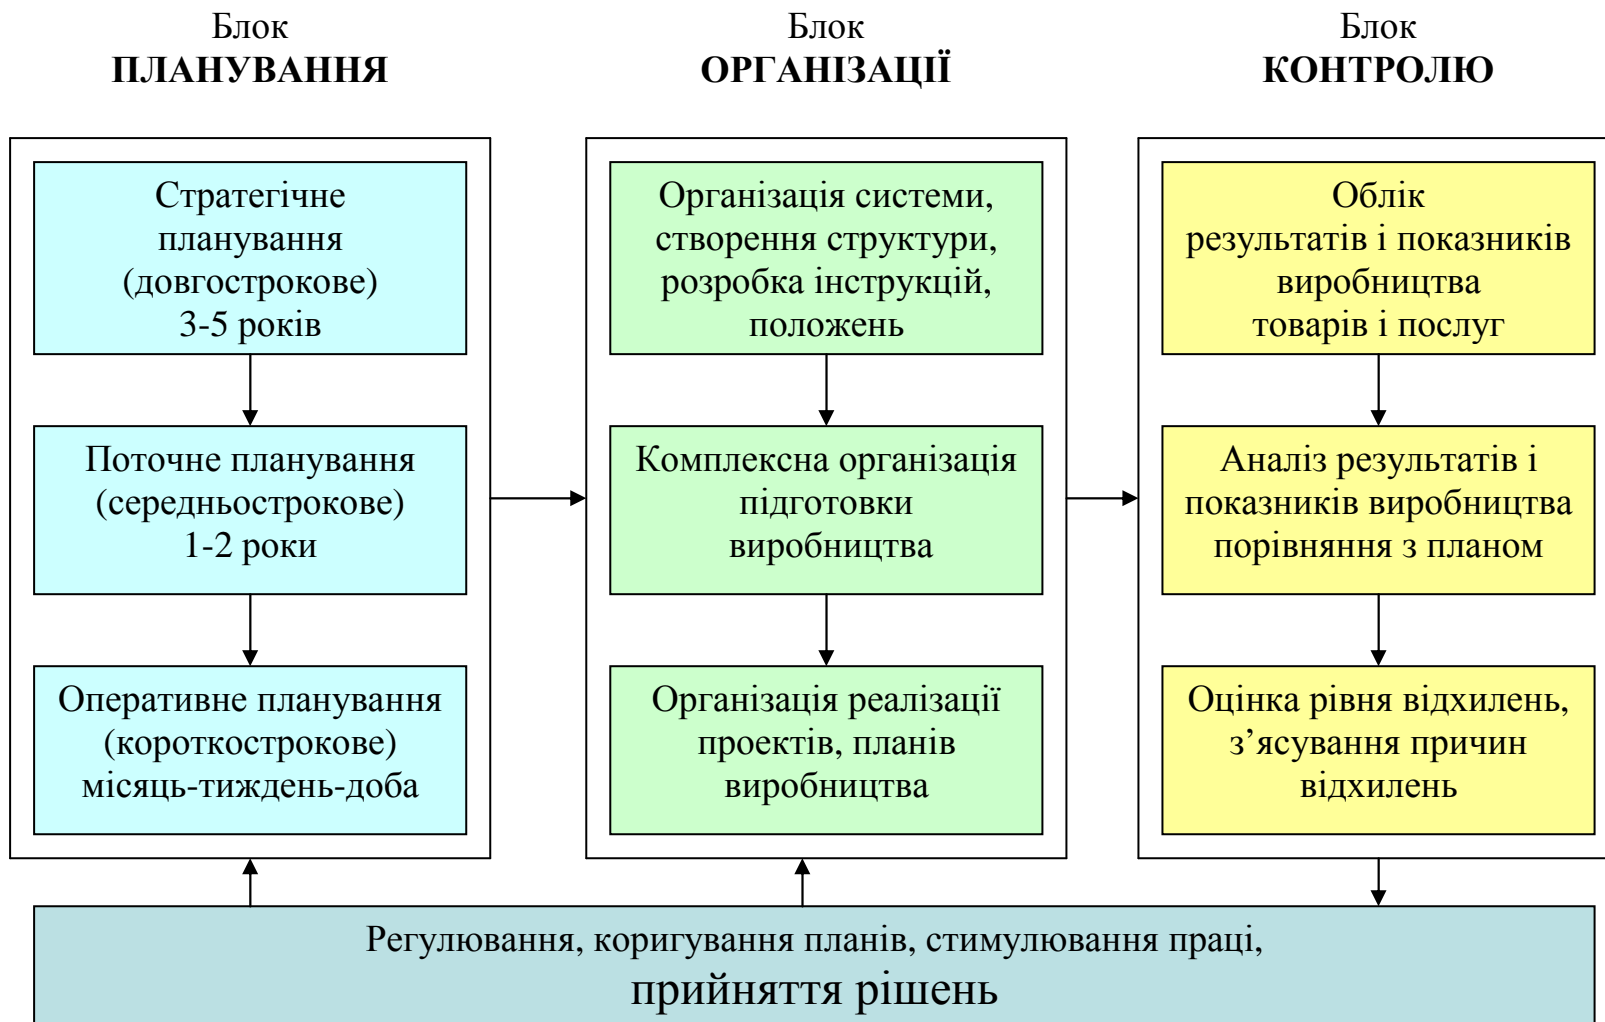 Блок
ПЛАНУВАННЯ
Блок
ОРГАНІЗАЦІЇ
Блок
КОНТРОЛЮ
Стратегічне
планування
(довгострокове)
3-5 років
Поточне планування
(середньострокове)
1-2 роки
Оперативне планування
(короткострокове)
місяць-тиждень-доба
Організація системи,
створення структури,
розробка інструкцій,
положень
Комплексна організація
підготовки
виробництва
Організація реалізації
проектів, планів
виробництва
Облік
результатів і показників
виробництва
товарів і послуг
Аналіз результатів і
показників виробництва
порівняння з планом
Оцінка рівня відхилень,
з’ясування причин
відхилень
Регулювання, коригування планів, стимулювання праці,
прийняття рішень